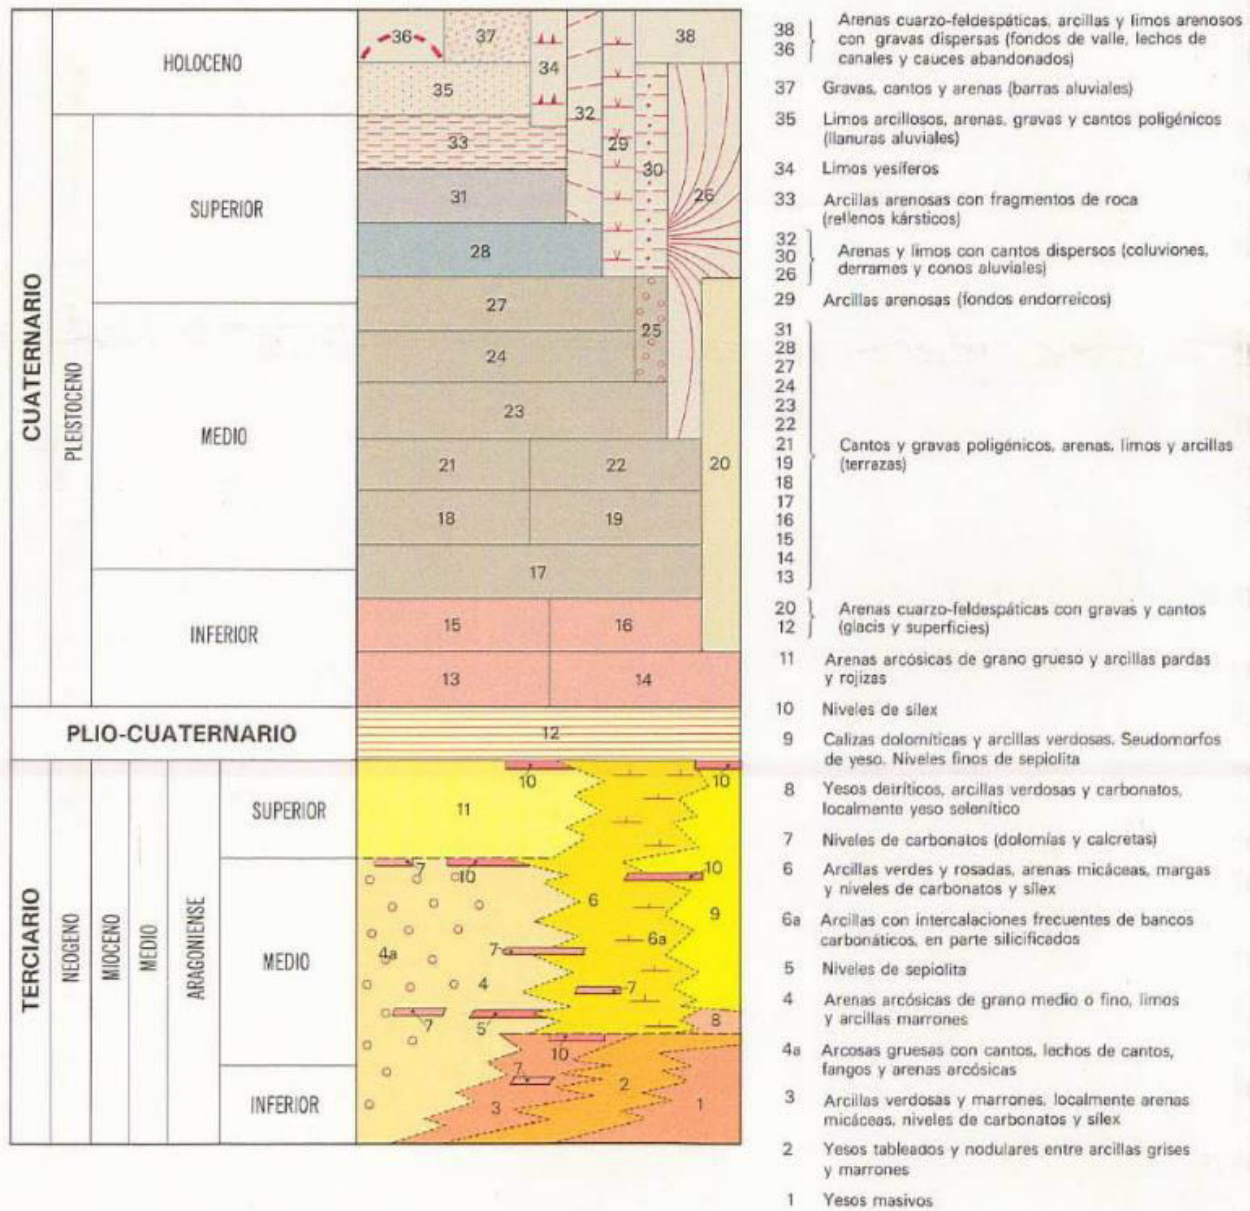 CUATERNARIO
PLEISTOCENO
HOLOCENO
SUPERIOR
MEDIO
INFERIOR
PLIO-CUATERNARIO
TERCIARIO
NEOGENO
MIOCENO
MEDIO
ARAGONIENSE
SUPERIOR
MEDIO
INFERIOR
36
37
34
38
35
32
33
29
30
31
26
28
27
25
24
23
21
22
20
18
19
17
15
16
13
14
12
10
10
11
7
10
10
6
9
4a
7
6a
4
7
7
5
8
10
7
2
3
1
38
36
Arenas cuarzo-feldespáticas, arcillas y limos arenosos
con gravas dispersas (fondos de valle, lechos de
canales y cauces abandonados)
37 Gravas, cantos y arenas (barras aluviales)
35 Limos arcillosos, arenas, gravas y cantos poligénicos
(llanuras aluviales)
34 Limos yesíferos
33 Arcillas arenosas con fragmentos de roca
(rellenos kársticos)
32
30
26
Arenas y limos con cantos dispersos (coluviones,
derrames y conos aluviales)
29 Arcillas arenosas (fondos endorreicos)
31
28
27
24
23
22
21
19
18
17
16
15
14
13
Cantos y gravas poligénicos, arenas, limos y arcillas
(terrazas)
20
12
Arenas cuarzo-feldespáticas con gravas y cantos
(glacis y superficies)
11 Arenas arcósicas de grano grueso y arcillas pardas
y rojizas
10 Niveles de sílex
9 Calizas dolomíticas y arcillas verdosas. Seudomorfos
de yeso. Niveles finos de sepiolita
8 Yesos detríticos, arcillas verdosas y carbonatos,
localmente yeso selenítico
7 Niveles de carbonatos (dolomías y calcretas)
6 Arcillas verdes y rosadas, arenas micáceas, margas
y niveles de carbonatos y sílex
6a Arcillas con intercalaciones frecuentes de bancos
carbonáticos, en parte silicificados
5 Niveles de sepiolita
4 Arenas arcósicas de grano medio o fino, limos
y arcillas marrones
4a Arcosas gruesas con cantos, lechos de cantos,
fangos y arenas arcósicas
3 Arcillas verdosas y marrones, localmente arenas
micáceas, niveles de carbonatos y sílex
2 Yesos tableados y nodulares entre arcillas grises
y marrones
1 Yesos masivos